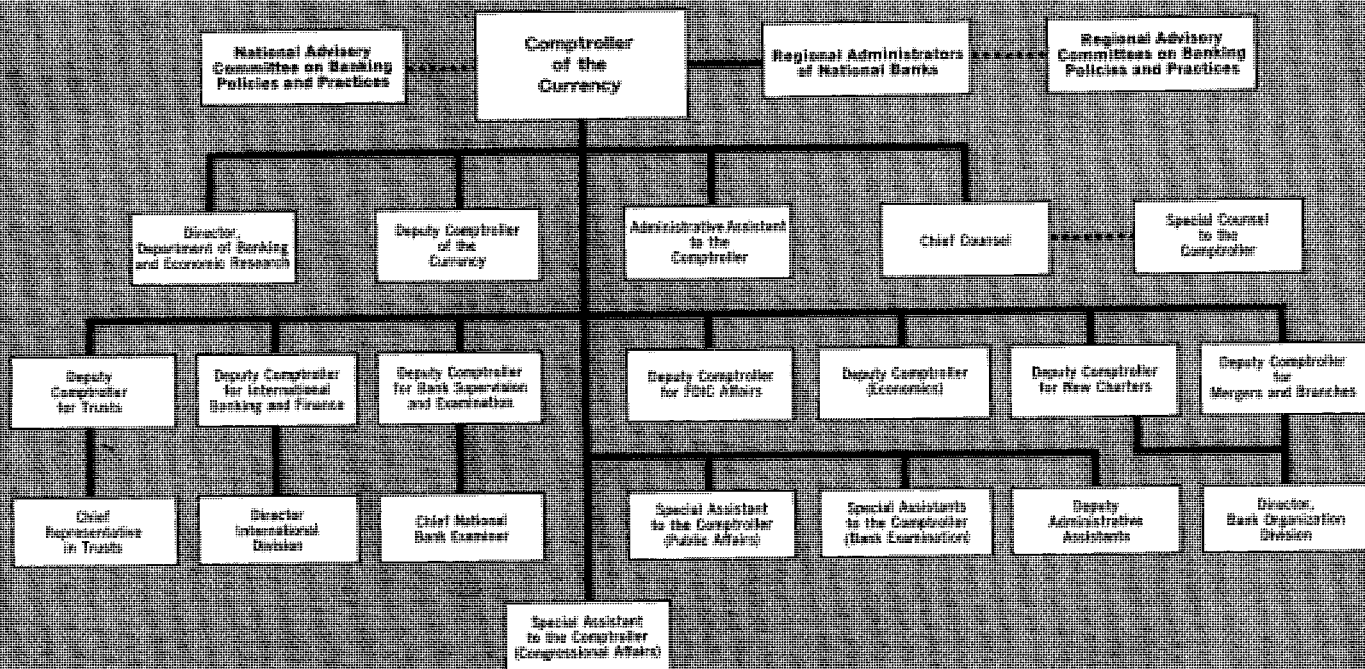 National Advisory
Committee on Banking
Policies and Practices
Comptroller
of the
Currency
Regional Administrators
of National Banks
Regional Advisory
Committees on Banking
Policies and Practices
Director,
Department of Banking
and Economic Research
Deputy Comptroller
of the
Currency
Administrative Assistant
to the
Comptroller
Chief Counsel
Special Counsel
to the
Comptroller
Deputy
Comptroller
for Trusts
Deputy Comptroller
for International
Banking and Finance
Deputy Comptroller
for Bank Supervision
and Examination
Deputy Comptroller
for FDIC Affairs
Deputy Comptroller
(Economics)
Deputy Comptroller
for New Charters
Deputy Comptroller
for
Mergers and Branches
Chief
Representative
in Trusts
Director
International
Division
Chief National
Bank Examiner
Special Assistant
to the Comptroller
(Public Affairs)
Special Assistants
to the Comptroller
(Bank Examination)
Deputy
Administrative
Assistants
Director,
Bank Organization
Division
Special Assistant
to the Comptroller
(Congressional Affairs)